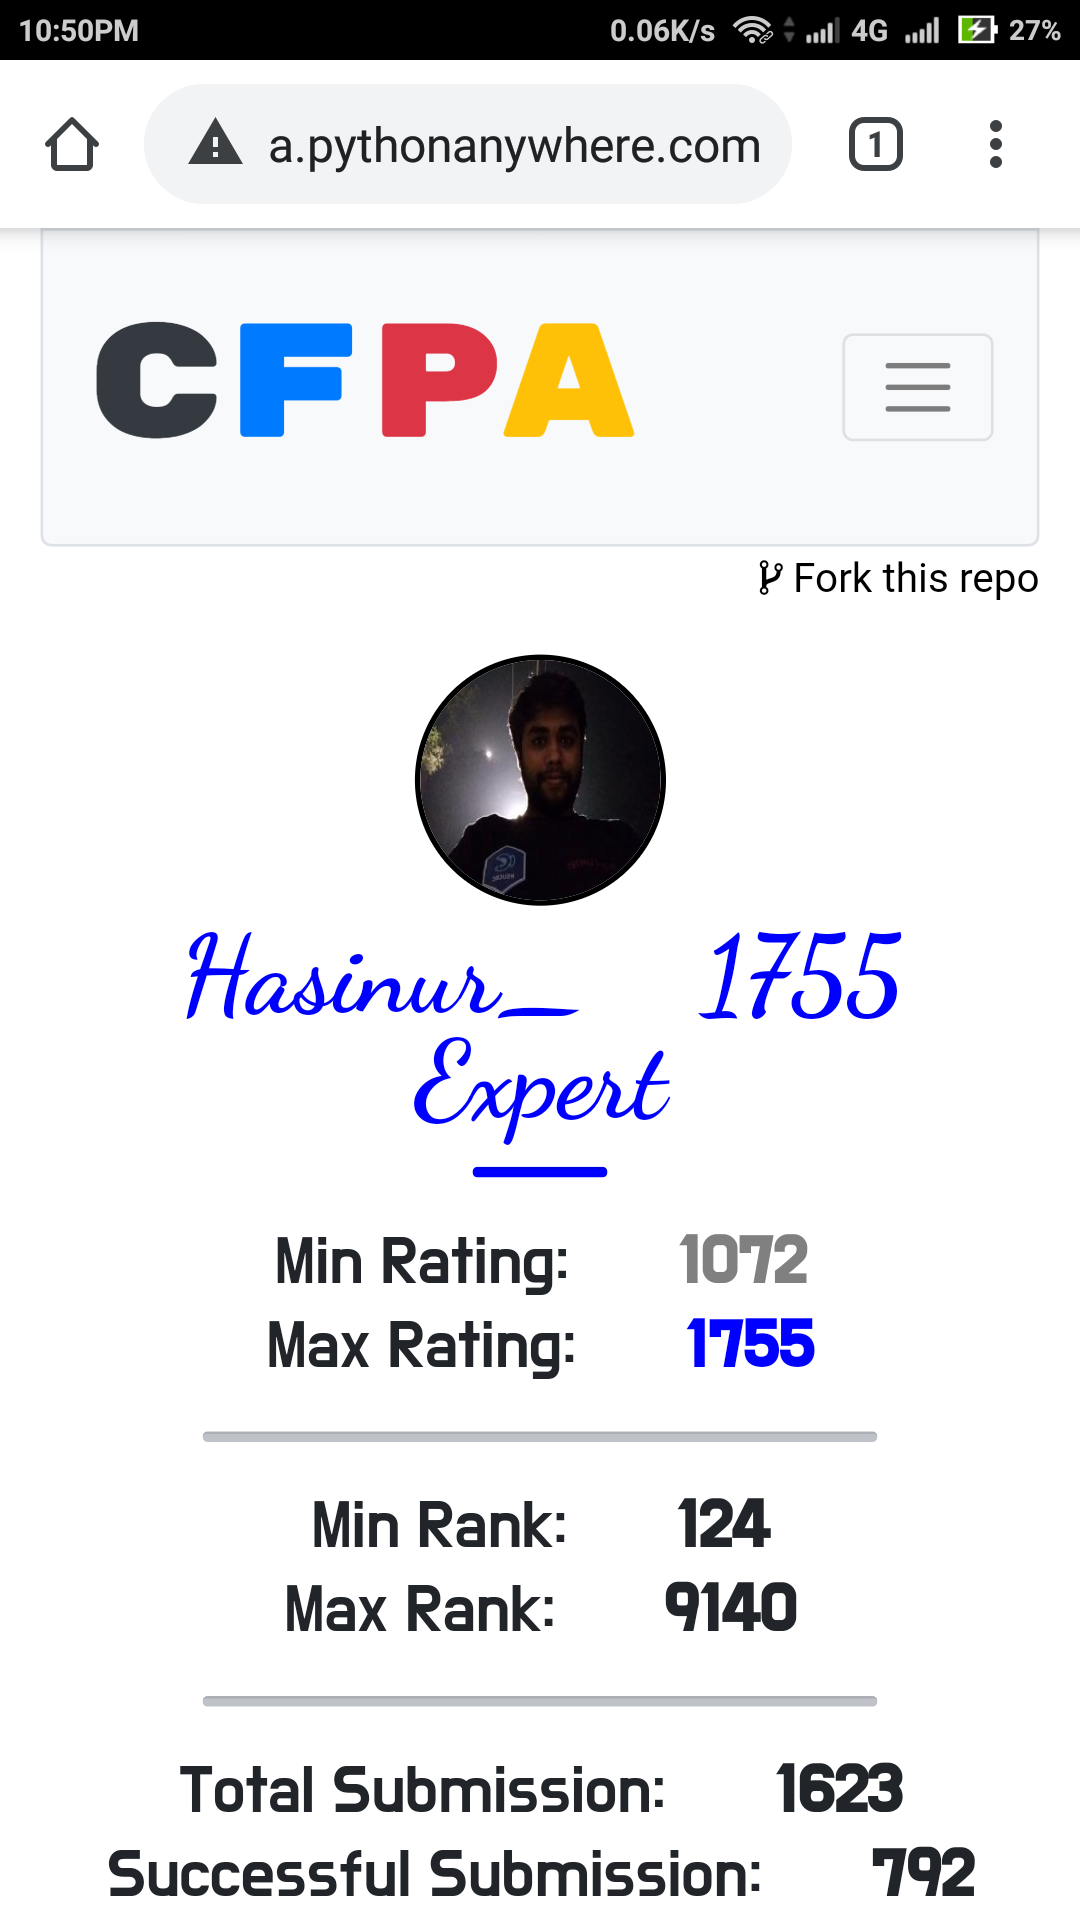 10:50PM 0.06K/s 4G 27%
a.pythonanywhere.com 1
CFPA
Fork this repo
Hasinur_ 1755
Expert
Min Rating: 1072
Max Rating: 1755
Min Rank: 124
Max Rank: 9140
Total Submission: 1623
Successful Submission: 792